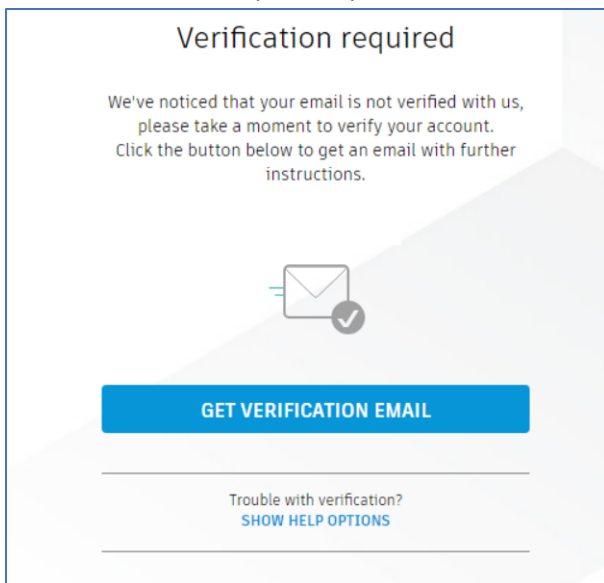 Verification required
We've noticed that your email is not verified with us,
please take a moment to verify your account.
Click the button below to get an email with further
instructions.
GET VERIFICATION EMAIL
Trouble with verification?
SHOW HELP OPTIONS